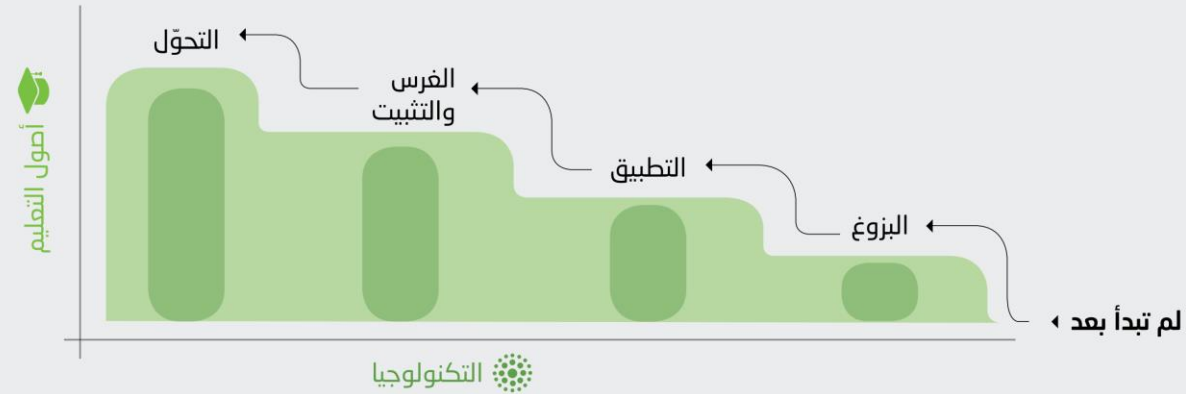 التحوّل
الغرس
والتثبيت
التطبيق
البزوغ
لم تبدأ بعد
أصول التعليم
التكنولوجيا